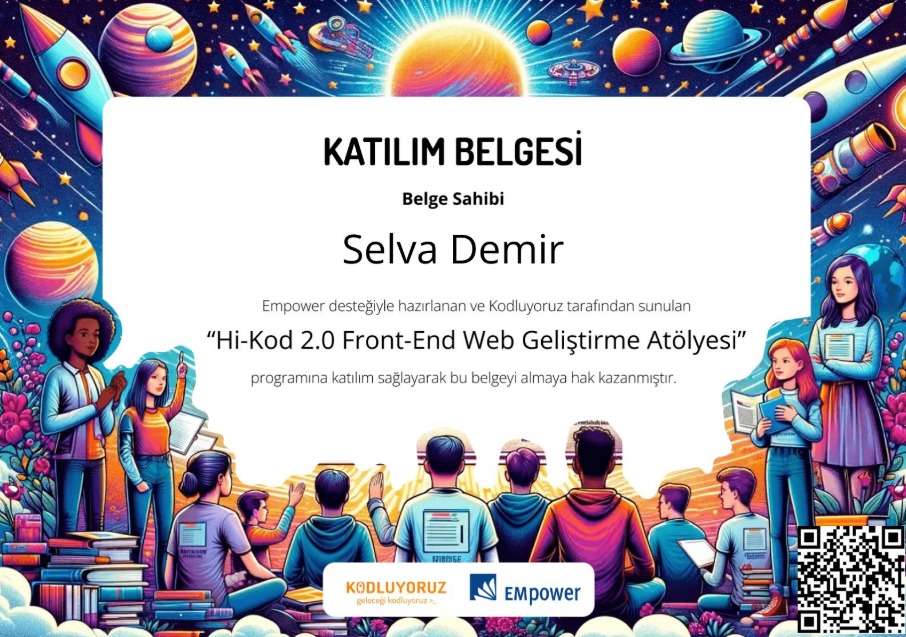 KATILIM BELGESİ
Belge Sahibi
Selva Demir
Empower desteğiyle hazırlanan ve Kodluyoruz tarafından sunulan
“Hi-Kod 2.0 Front-End Web Geliştirme Atölyesi”
programına katılım sağlayarak bu belgeyi almaya hak kazanmıştır.
KODLUYORUZ
geleceği kodluyoruz >_
EMpower